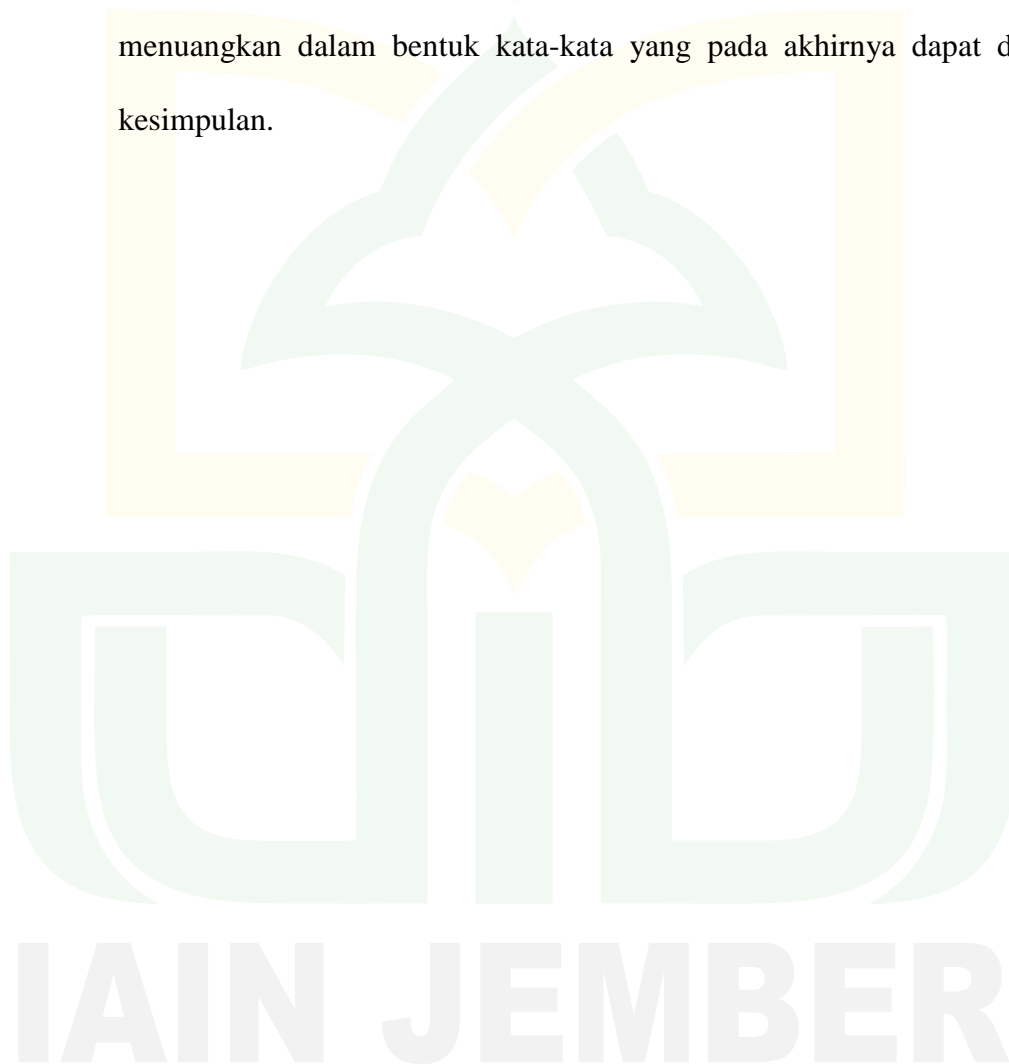 menuangkan dalam bentuk kata-kata yang pada akhirnya dapat d
kesimpulan.
IAIN JEMBER